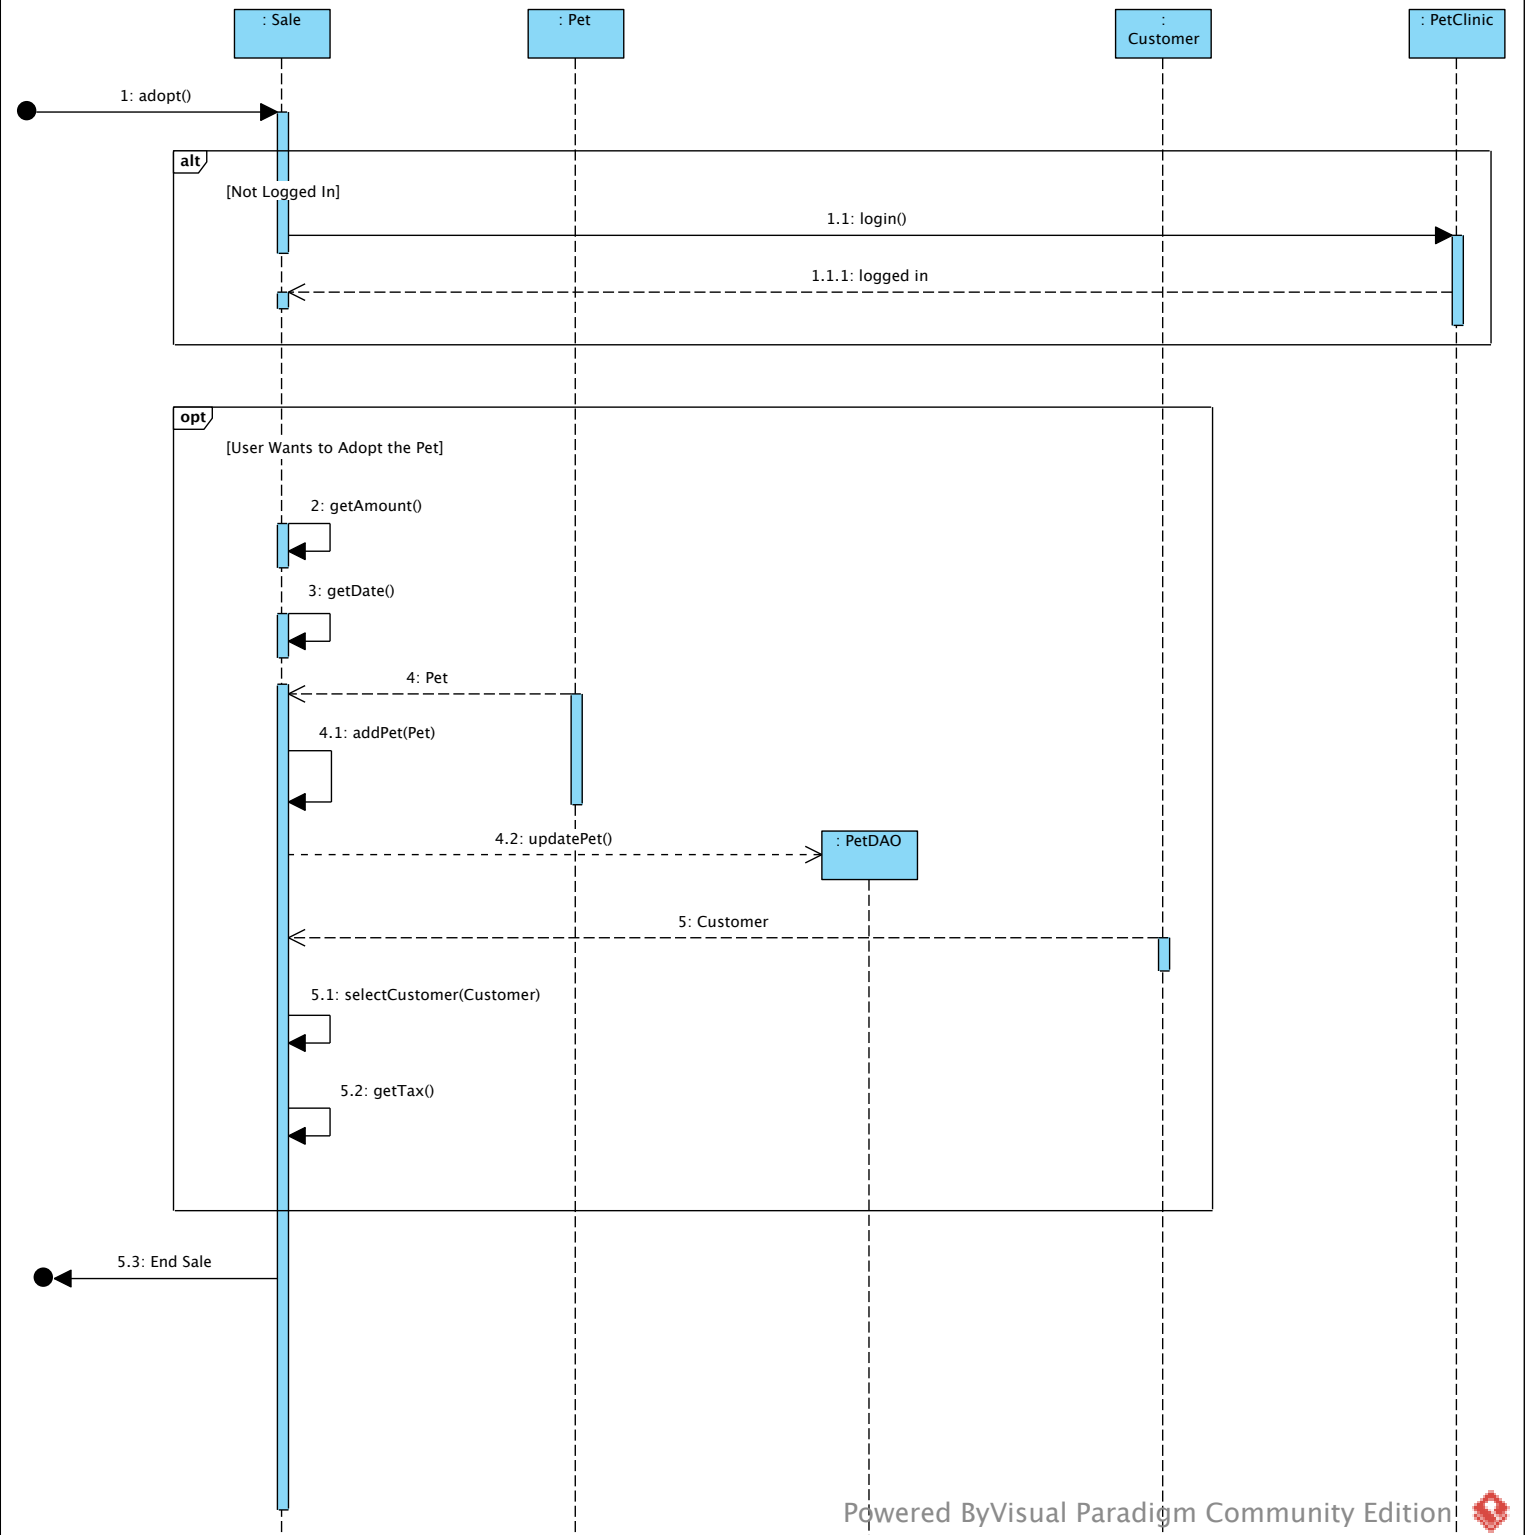 : Sale
: Pet
:
Customer
: PetClinic
1: adopt()
alt
[Not Logged In]
1.1: login()
1.1.1: logged in
opt
[User Wants to Adopt the Pet]
2: getAmount()
3: getDate()
4: Pet
4.1: addPet(Pet)
4.2: updatePet()
: PetDAO
5: Customer
5.1: selectCustomer(Customer)
5.2: getTax()
5.3: End Sale
Powered ByVisual Paradigm Community Edition